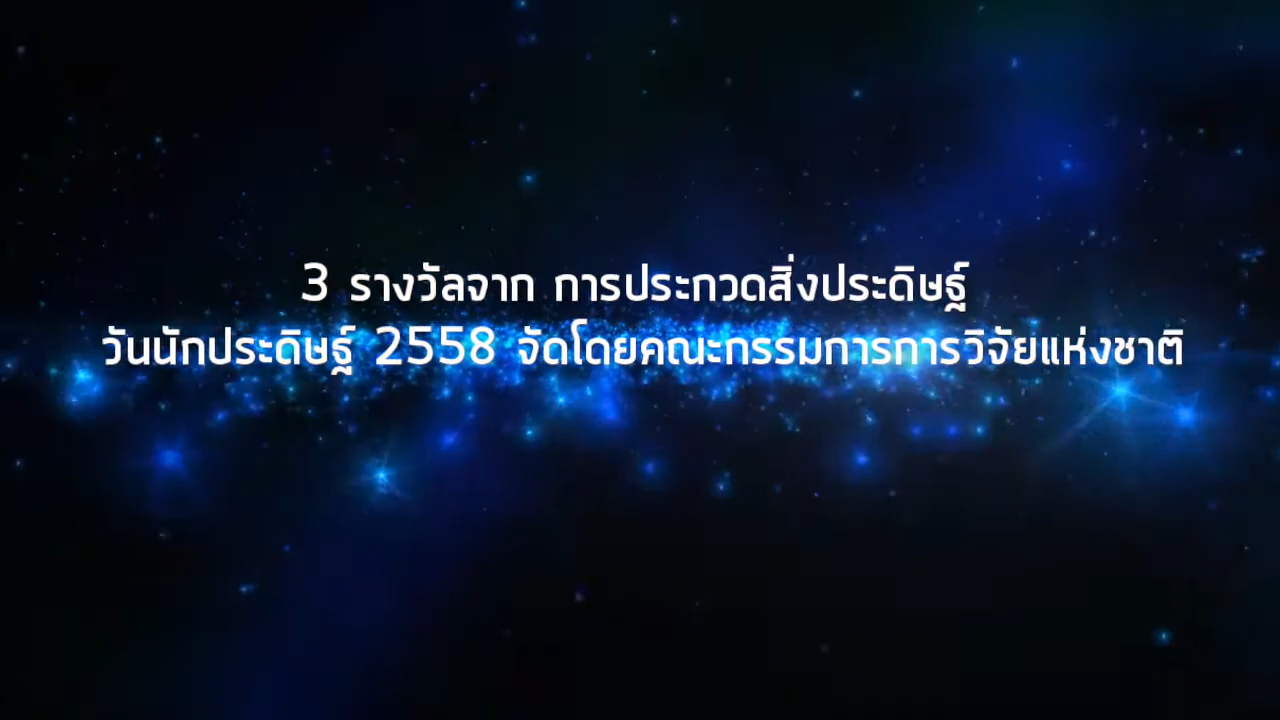 3 รางวัลจาก การประกวดสิ่งประดิษฐ์
วันนักประดิษฐ์ 2558 จัดโดยคณะกรรมการการวิจัยแห่งชาติ